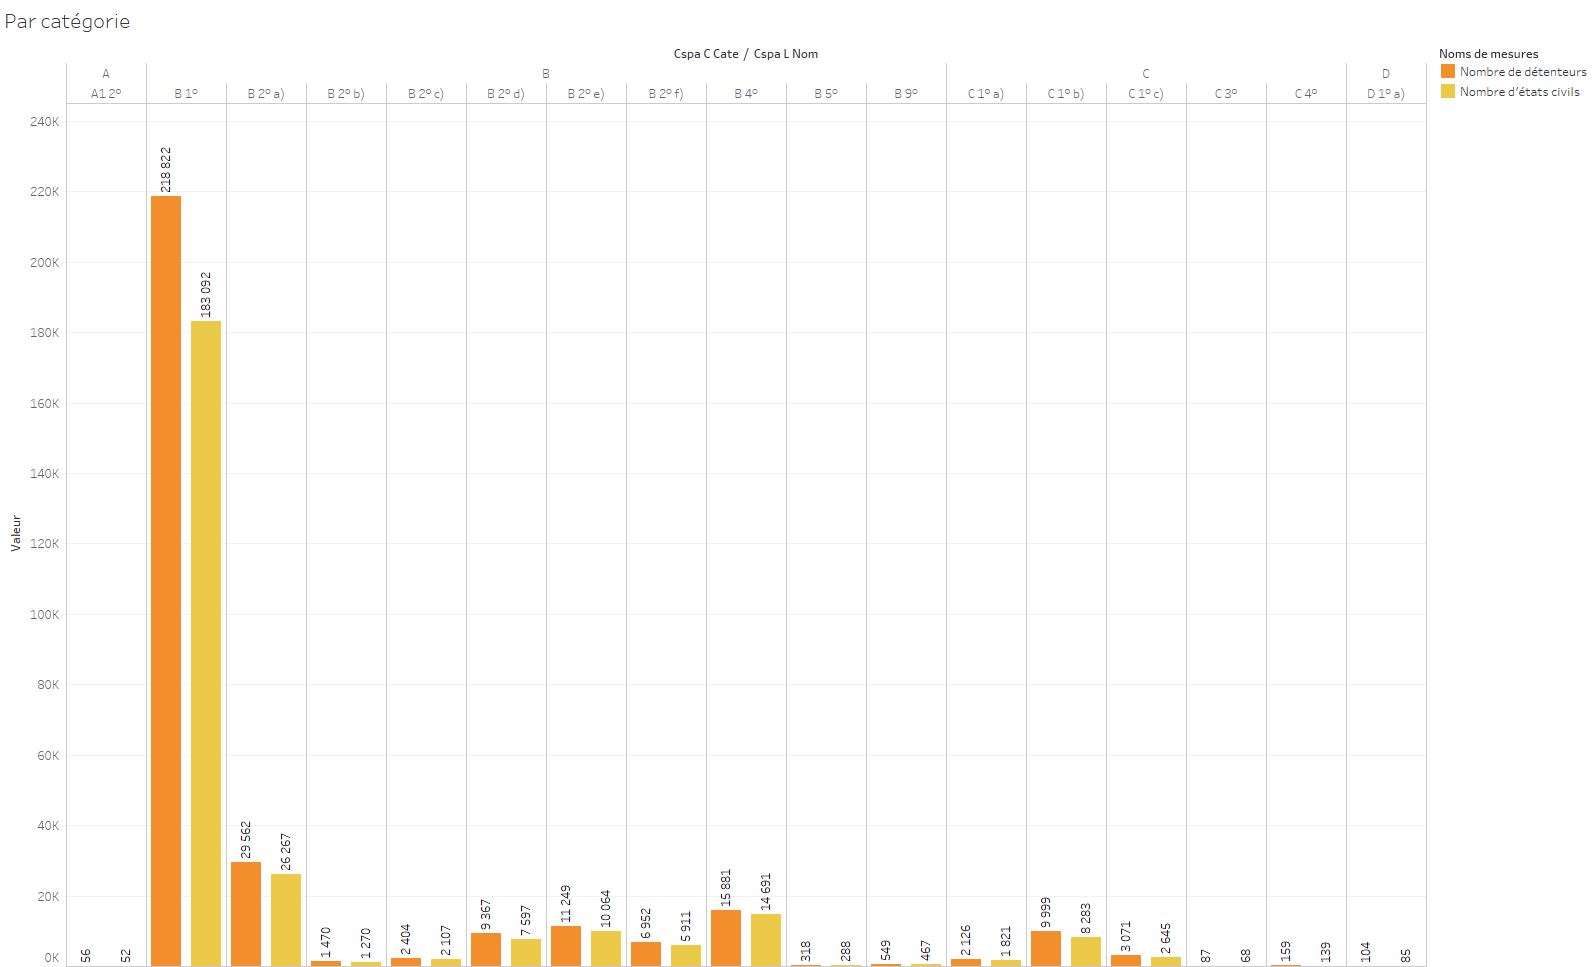 Par catégorie
Cspa C Cate / Cspa L Nom
Noms de mesures
Nombre de détenteurs
Nombre d'états civils
A B C D
A1 2° B 1° B 2° a) B 2° b) B 2° c) B 2° d) B 2° e) B 2° f) B 4° B 5° B 9° C 1° a) C 1° b) C 1° c) C 3° C 4° D 1° a)
Valeur
240K
220K
200K
180K
160K
140K
120K
100K
80K
60K
40K
20K
0K
56
52
218 822
183 092
29 562
26 267
1 470
1 270
2 404
2 107
9 367
7 597
11 249
10 064
6 952
5 911
15 881
14 691
318
288
549
467
2 126
1 821
9 999
8 283
3 071
2 645
87
68
159
139
104
85